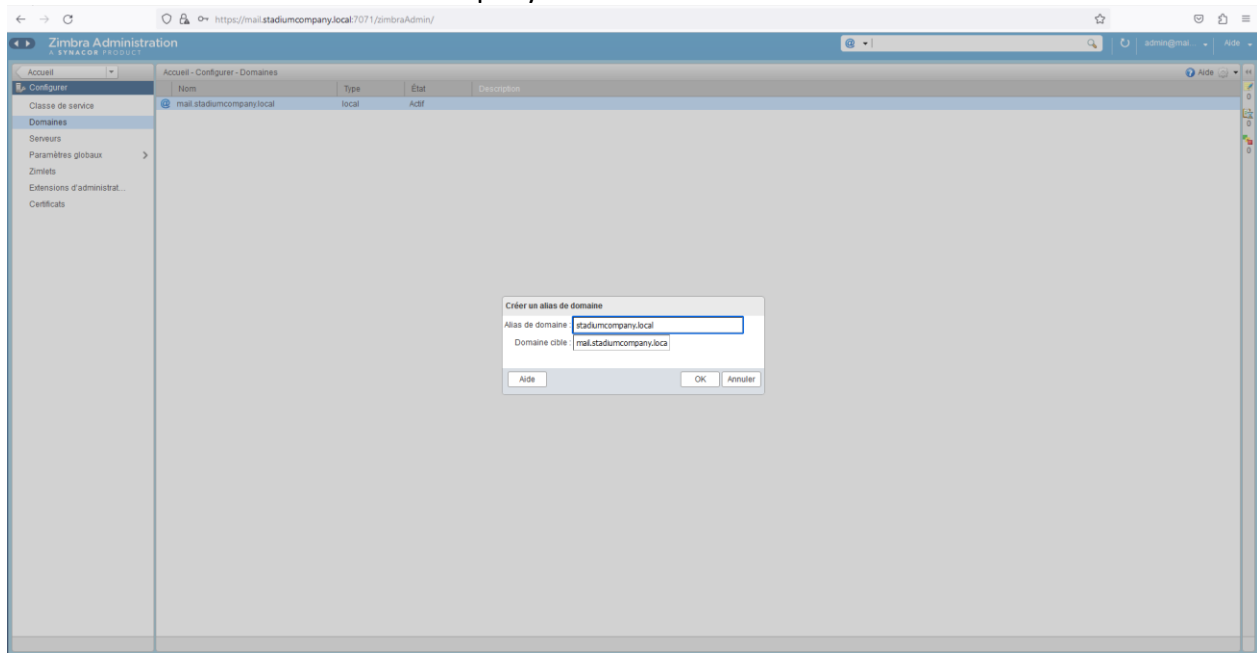 https://mail.stadiumcompany.local:7071/zimbraAdmin/
Zimbra Administration
A SYNACOR PRODUCT
admin@mai...
Aide
Accueil
Accueil - Configurer - Domaines
Aide
Configurer
Nom Type État Description
Classe de service
mail.stadiumcompany.local local Actif
0
Domaines
0
Serveurs
Paramètres globaux
0
Zimlets
Extensions d'administrat...
Certificats
Créer un alias de domaine
Alias de domaine : stadiumcompany.local
Domaine cible : mail.stadiumcompany.loca
Aide OK Annuler